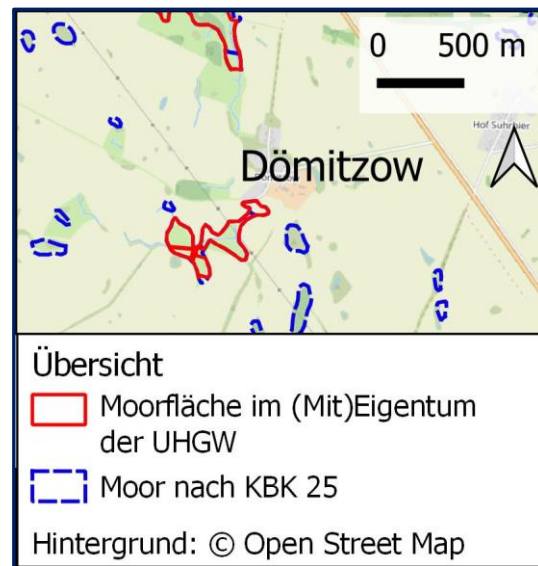 0 500 m
Hof Suhrbier
Dömitzow
Übersicht
Moorfläche im (Mit)Eigentum
der UHGW
Moor nach KBK 25
Hintergrund: © Open Street Map